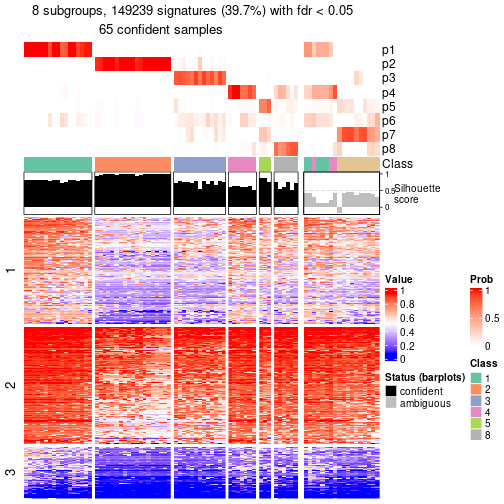 8 subgroups, 149239 signatures (39.7%) with fdr < 0.05
65 confident samples
p1
p2
p3
p4
p5
p6
p7
p8
Class
1
0.5
0
Silhouette
score
1
2
3
Value
1
0.8
0.6
0.4
0.2
0
Status (barplots)
confident
ambiguous
Prob
1
0.5
0
Class
1
2
3
4
5
8